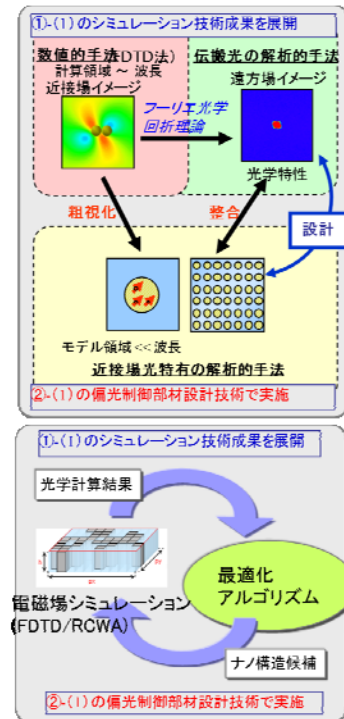 ①-(1)のシミュレーション技術成果を展開
数値的手法(FDTD法)
計算領域 ~ 波長
近接場イメージ
伝搬光の解析的手法
遠方場イメージ
フーリエ光学
回折理論
光学特性
粗視化
整合
設計
モデル領域 << 波長
近接場光特有の解析的手法
②-(1)の偏光制御部材設計技術で実施
①-(1)のシミュレーション技術成果を展開
光学計算結果
電磁場シミュレーション
(FDTD/RCWA)
最適化
アルゴリズム
ナノ構造候補
②-(1)の偏光制御部材設計技術で実施